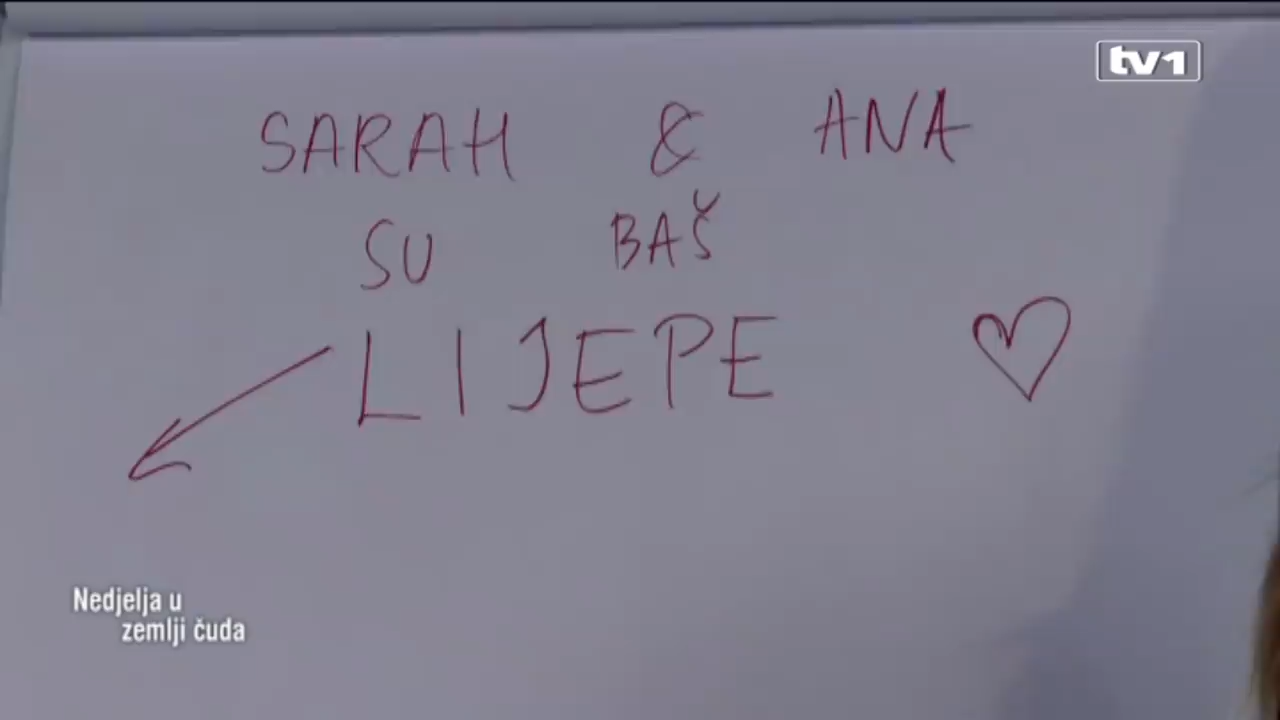 tv1
SARAH & ANA
SU BAŠ
LIJEPE
Nedjelja u
zemlji čuda